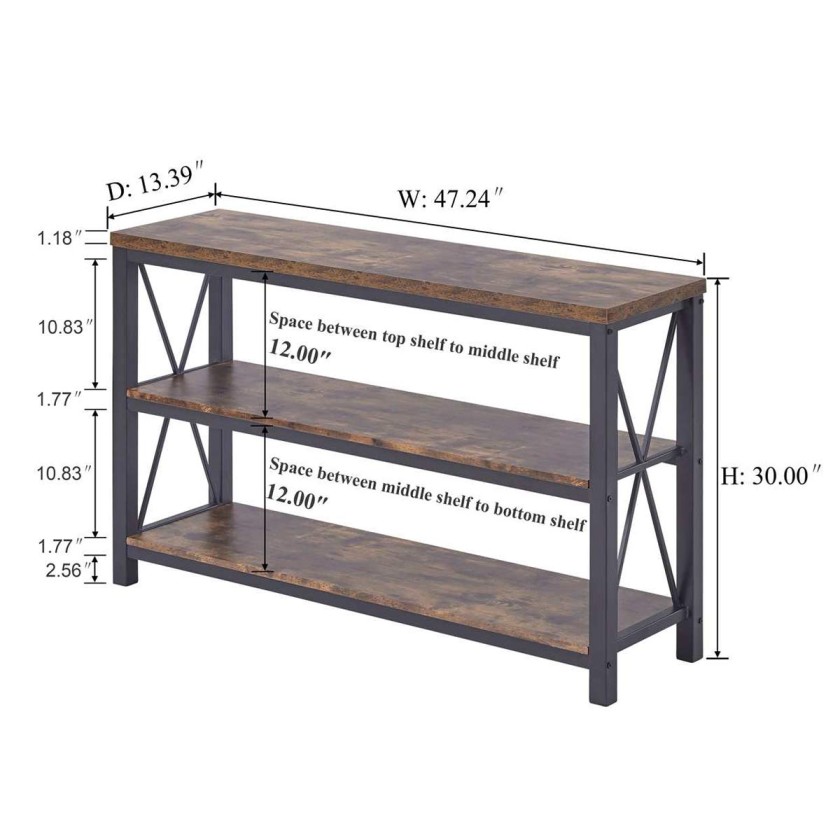 D: 13.39″
W: 47.24″
1.18″
10.83″
Space between top shelf to middle shelf
12.00″
1.77″
10.83″
Space between middle shelf to bottom shelf
12.00″
H: 30.00″
1.77″
2.56″